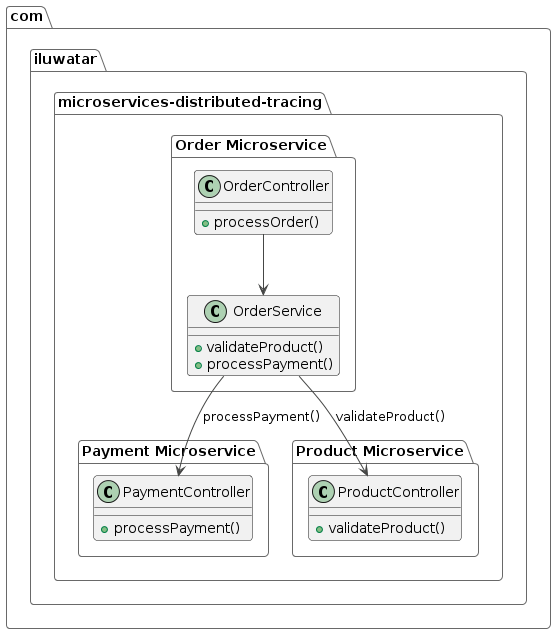 com
iluwatar
microservices-distributed-tracing
Order Microservice
C OrderController
processOrder()
C OrderService
validateProduct()
processPayment()
processPayment() validateProduct()
Payment Microservice Product Microservice
C PaymentController C ProductController
processPayment() validateProduct()